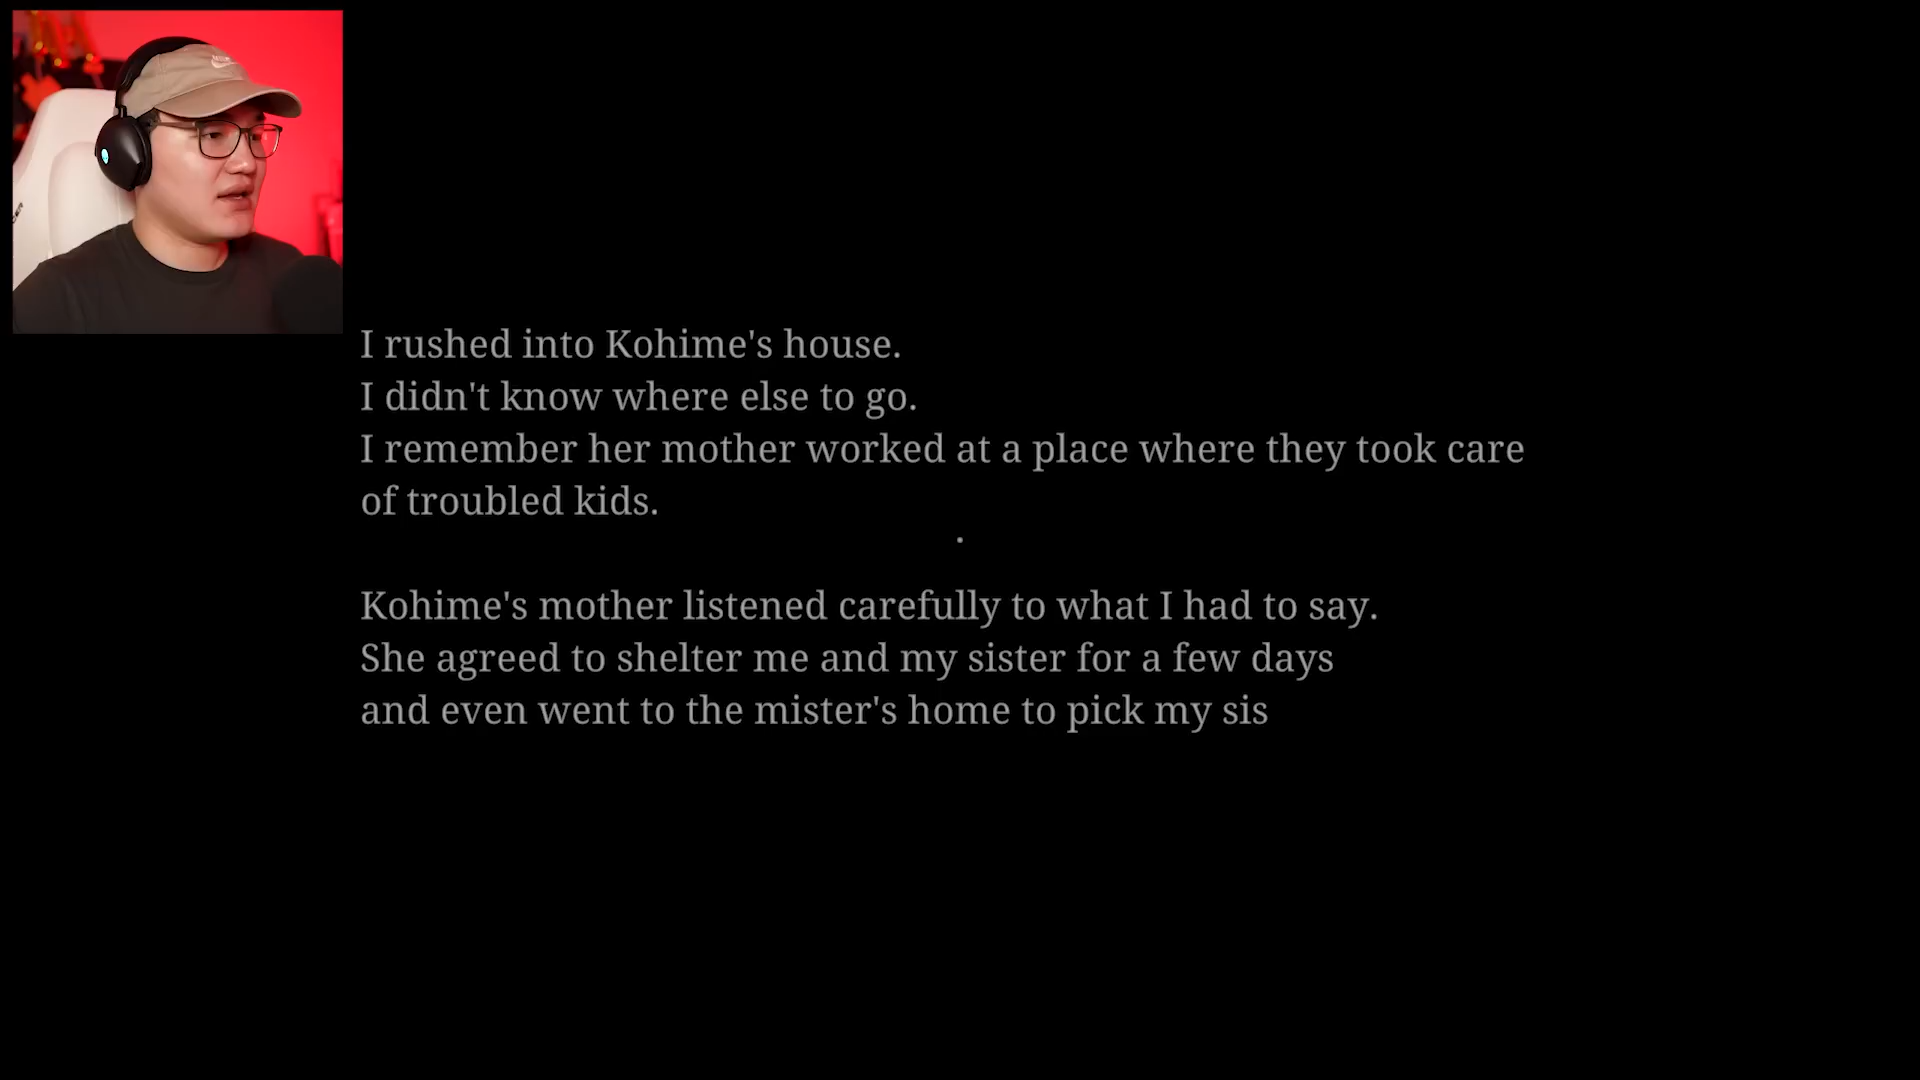 I rushed into Kohime's house.
I didn't know where else to go.
I remember her mother worked at a place where they took care
of troubled kids.
Kohime's mother listened carefully to what I had to say.
She agreed to shelter me and my sister for a few days
and even went to the mister's home to pick my sis